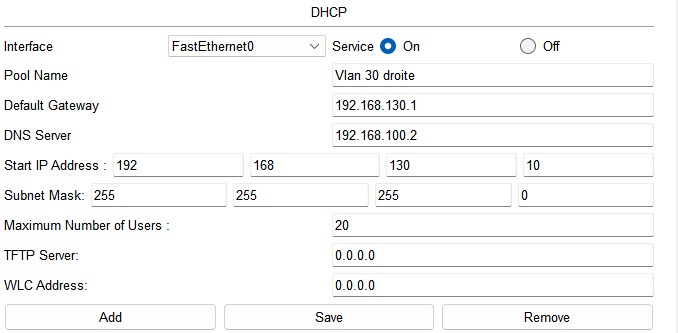 DHCP
Interface FastEthernet0 Service On Off
Pool Name Vlan 30 droite
Default Gateway 192.168.130.1
DNS Server 192.168.100.2
Start IP Address : 192 168 130 10
Subnet Mask: 255 255 255 0
Maximum Number of Users : 20
TFTP Server: 0.0.0.0
WLC Address: 0.0.0.0
Add Save Remove